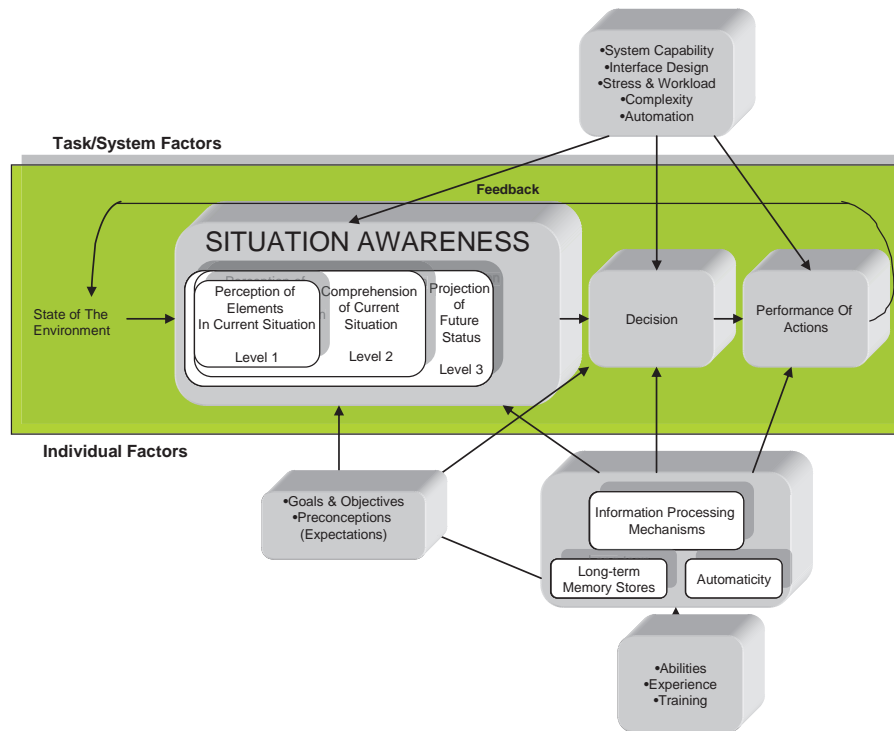 •System Capability
•Interface Design
•Stress & Workload
•Complexity
•Automation
Task/System Factors
Feedback
SITUATION AWARENESS
Perception of
Elements
In Current Situation
Level 1
Comprehension
of Current
Situation
Level 2
Projection
of
Future
Status
Level 3
State of The
Environment
Decision
Performance Of
Actions
Individual Factors
•Goals & Objectives
•Preconceptions
(Expectations)
Information Processing
Mechanisms
Long-term
Memory Stores
Automaticity
•Abilities
•Experience
•Training